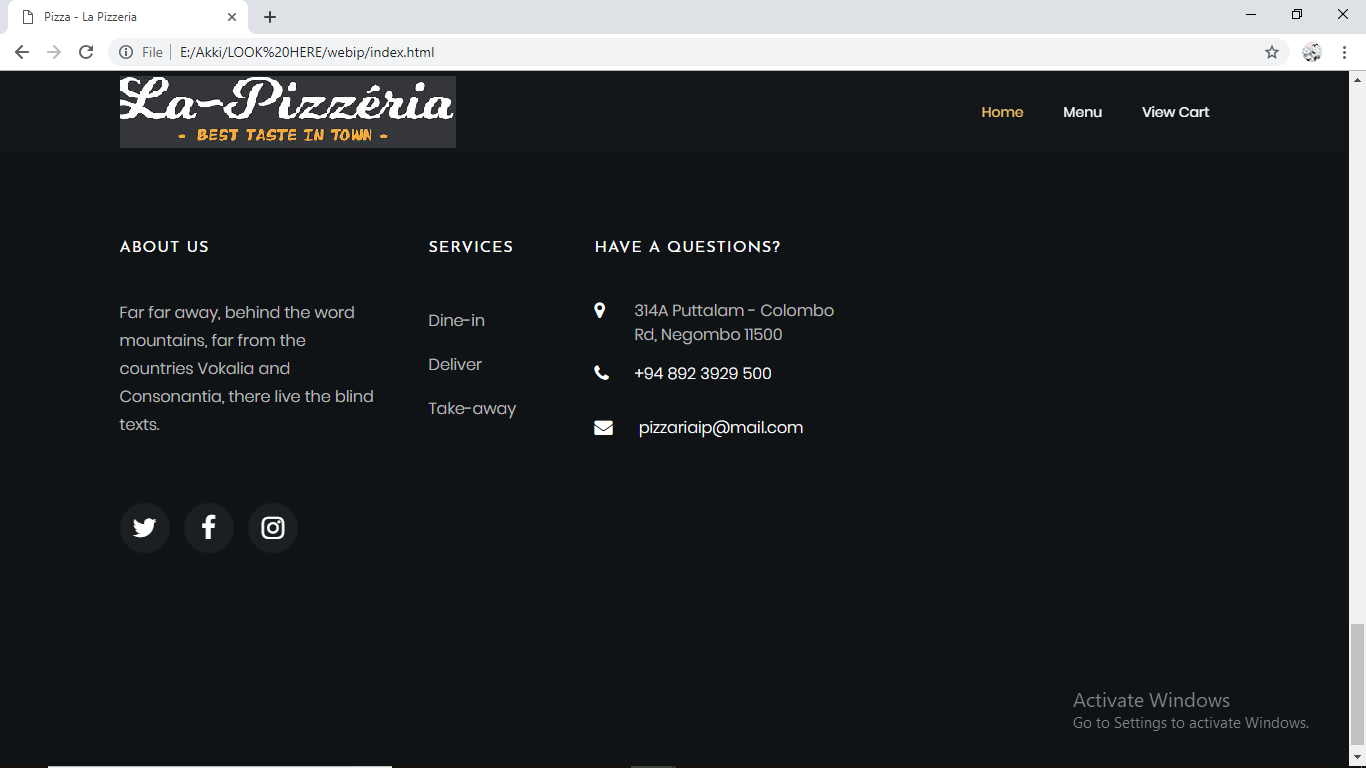 Pizza - La Pizzeria
File
E:/Akki/LOOK%20HERE/webip/index.html
La-Pizzéria
- BEST TASTE IN TOWN -
Home
Menu
View Cart
ABOUT US
Far far away, behind the word
mountains, far from the
countries Vokalia and
Consonantia, there live the blind
texts.
SERVICES
Dine-in
Deliver
Take-away
HAVE A QUESTIONS?
314A Puttalam - Colombo
Rd, Negombo 11500
+94 892 3929 500
pizzariaip@mail.com
Activate Windows
Go to Settings to activate Windows.